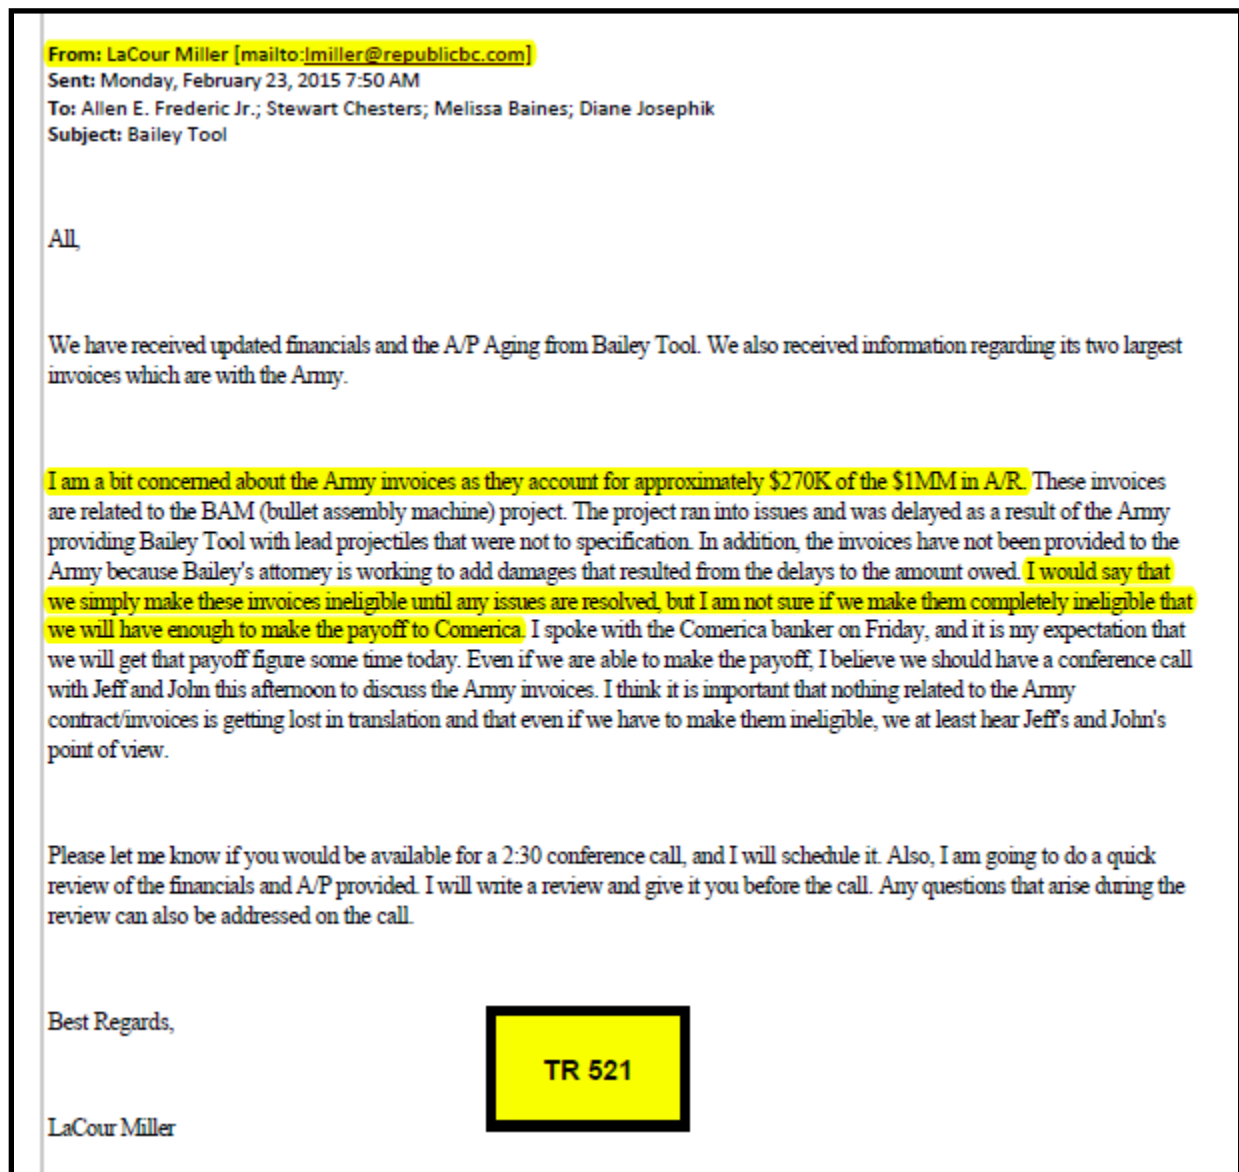 From: LaCour Miller [mailto:lmiller@republicbc.com]
Sent: Monday, February 23, 2015 7:50 AM
To: Allen E. Frederic Jr.; Stewart Chesters; Melissa Baines; Diane Josephik
Subject: Bailey Tool
All,
We have received updated financials and the A/P Aging from Bailey Tool. We also received information regarding its two largest
invoices which are with the Army.
I am a bit concerned about the Army invoices as they account for approximately $270K of the $1MM in A/R. These invoices
are related to the BAM (bullet assembly machine) project. The project ran into issues and was delayed as a result of the Army
providing Bailey Tool with lead projectiles that were not to specification. In addition, the invoices have not been provided to the
Army because Bailey's attorney is working to add damages that resulted from the delays to the amount owed. I would say that
we simply make these invoices ineligible until any issues are resolved, but I am not sure if we make them completely ineligible that
we will have enough to make the payoff to Comerica. I spoke with the Comerica banker on Friday, and it is my expectation that
we will get that payoff figure some time today. Even if we are able to make the payoff, I believe we should have a conference call
with Jeff and John this afternoon to discuss the Army invoices. I think it is important that nothing related to the Army
contract/invoices is getting lost in translation and that even if we have to make them ineligible, we at least hear Jeff's and John's
point of view.
Please let me know if you would be available for a 2:30 conference call, and I will schedule it. Also, I am going to do a quick
review of the financials and A/P provided. I will write a review and give it you before the call. Any questions that arise during the
review can also be addressed on the call.
Best Regards,
TR 521
LaCour Miller